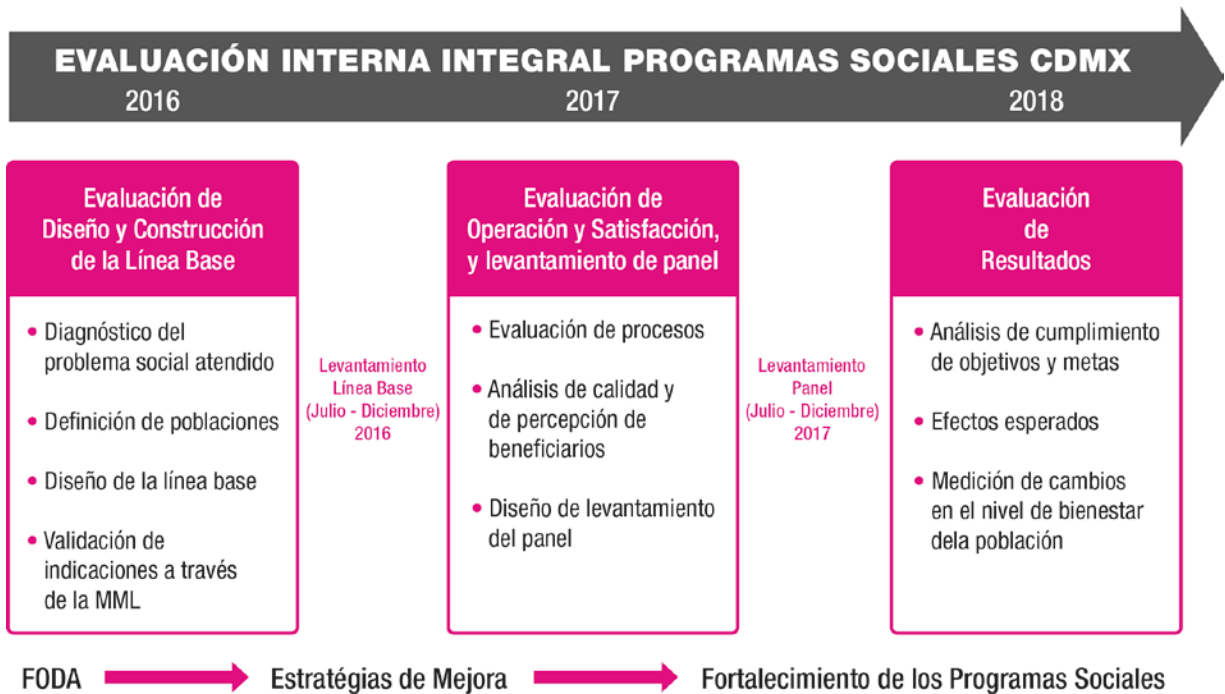 EVALUACIÓN INTERNA INTEGRAL PROGRAMAS SOCIALES CDMX
2016
2017
2018
Evaluación de
Diseño y Construcción
de la Línea Base
• Diagnóstico del
problema social atendido
• Definición de poblaciones
• Diseño de la línea base
• Validación de
indicaciones a través
de la MML
Levantamiento
Línea Base
(Julio - Diciembre)
2016
Evaluación de
Operación y Satisfacción,
y levantamiento de panel
• Evaluación de procesos
• Análisis de calidad y
de percepción de
beneficiarios
• Diseño de levantamiento
del panel
Levantamiento
Panel
(Julio - Diciembre)
2017
Evaluación
de
Resultados
• Análisis de cumplimiento
de objetivos y metas
• Efectos esperados
• Medición de cambios
en el nivel de bienestar
dela población
FODA
Estratégias de Mejora
Fortalecimiento de los Programas Sociales